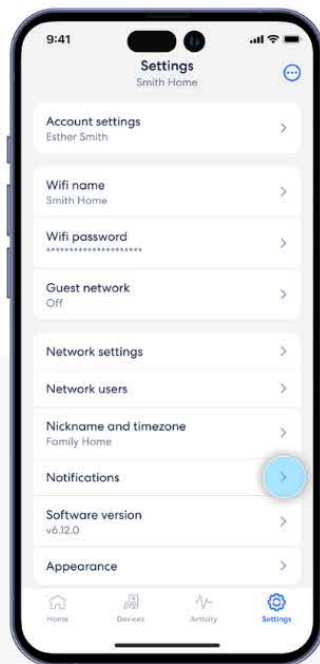 9:41
Settings
Smith Home
Account settings
Esther Smith
Wifi name
Smith Home
Wifi password
*********************
Guest network
Off
Network settings
Network users
Nickname and timezone
Family Home
Notifications
Software version
v6.12.0
Appearance
Home Devices Activity Settings